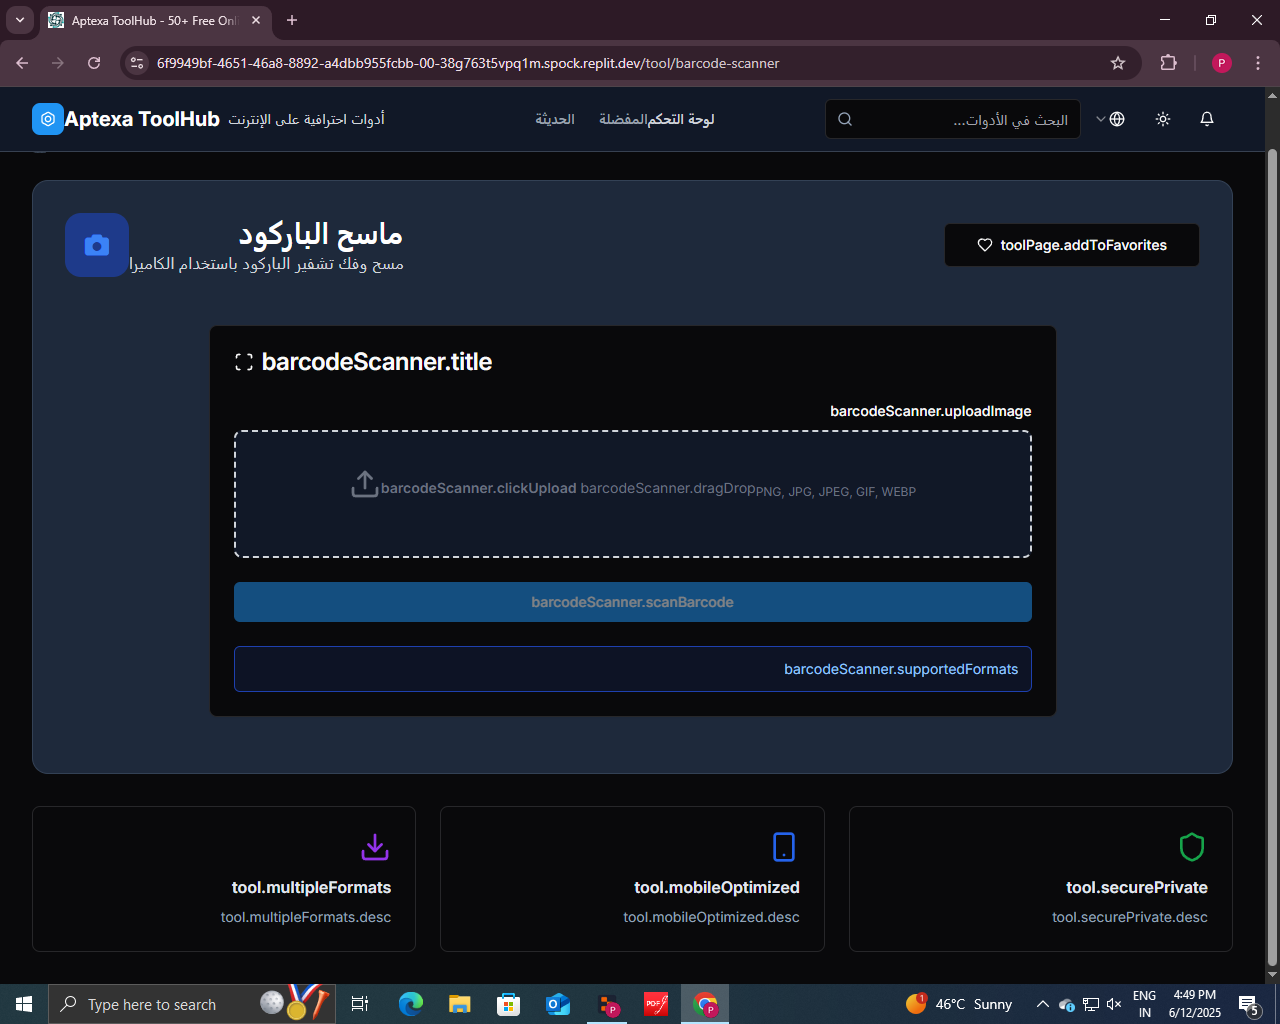 Aptexa ToolHub - 50+ Free Onl
6f9949bf-4651-46a8-8892-a4dbb955fcbb-00-38g763t5vpq1m.spock.replit.dev/tool/barcode-scanner
P
Aptexa ToolHub
أدوات احترافية على الإنترنت
لوحة التحكم
المفضلة
الحديثة
البحث في الأدوات...
ماسح الباركود
مسح وفك تشفير الباركود باستخدام الكاميرا
toolPage.addToFavorites
barcodeScanner.title
barcodeScanner.uploadImage
barcodeScanner.clickUpload barcodeScanner.dragDrop
PNG, JPG, JPEG, GIF, WEBP
barcodeScanner.scanBarcode
barcodeScanner.supportedFormats
tool.multipleFormats
tool.multipleFormats.desc
tool.mobileOptimized
tool.mobileOptimized.desc
tool.securePrivate
tool.securePrivate.desc
Type here to search
P
PDF
P
1
46°C Sunny
ENG
IN
4:49 PM
6/12/2025
5